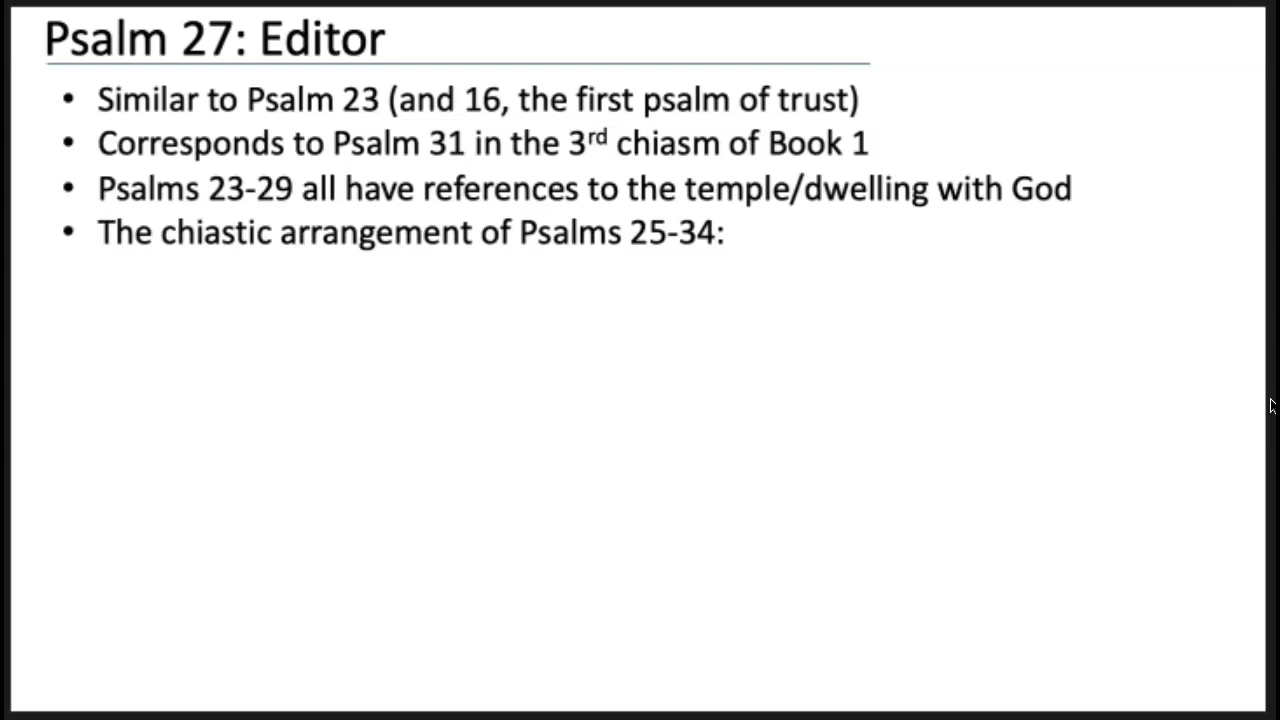 Psalm 27: Editor
• Similar to Psalm 23 (and 16, the first psalm of trust)
• Corresponds to Psalm 31 in the 3rd chiasm of Book 1
• Psalms 23-29 all have references to the temple/dwelling with God
• The chiastic arrangement of Psalms 25-34: